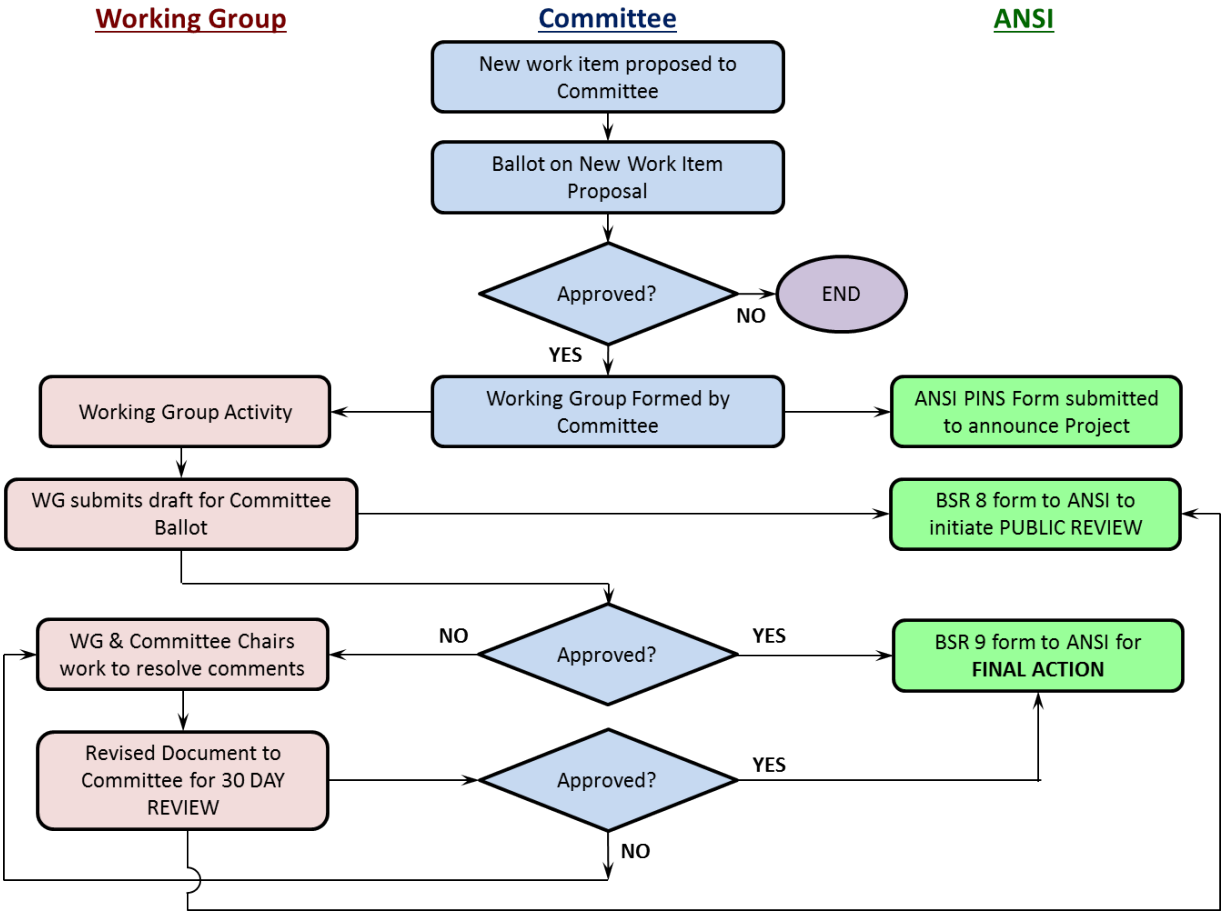 Working Group
Committee
ANSI
New work item proposed to
Committee
Ballot on New Work Item
Proposal
Approved?
NO
END
YES
Working Group Activity
Working Group Formed by
Committee
ANSI PINS Form submitted
to announce Project
WG submits draft for Committee
Ballot
BSR 8 form to ANSI to
initiate PUBLIC REVIEW
WG & Committee Chairs
work to resolve comments
NO
Approved?
YES
BSR 9 form to ANSI for
FINAL ACTION
Revised Document to
Committee for 30 DAY
REVIEW
Approved?
YES
NO